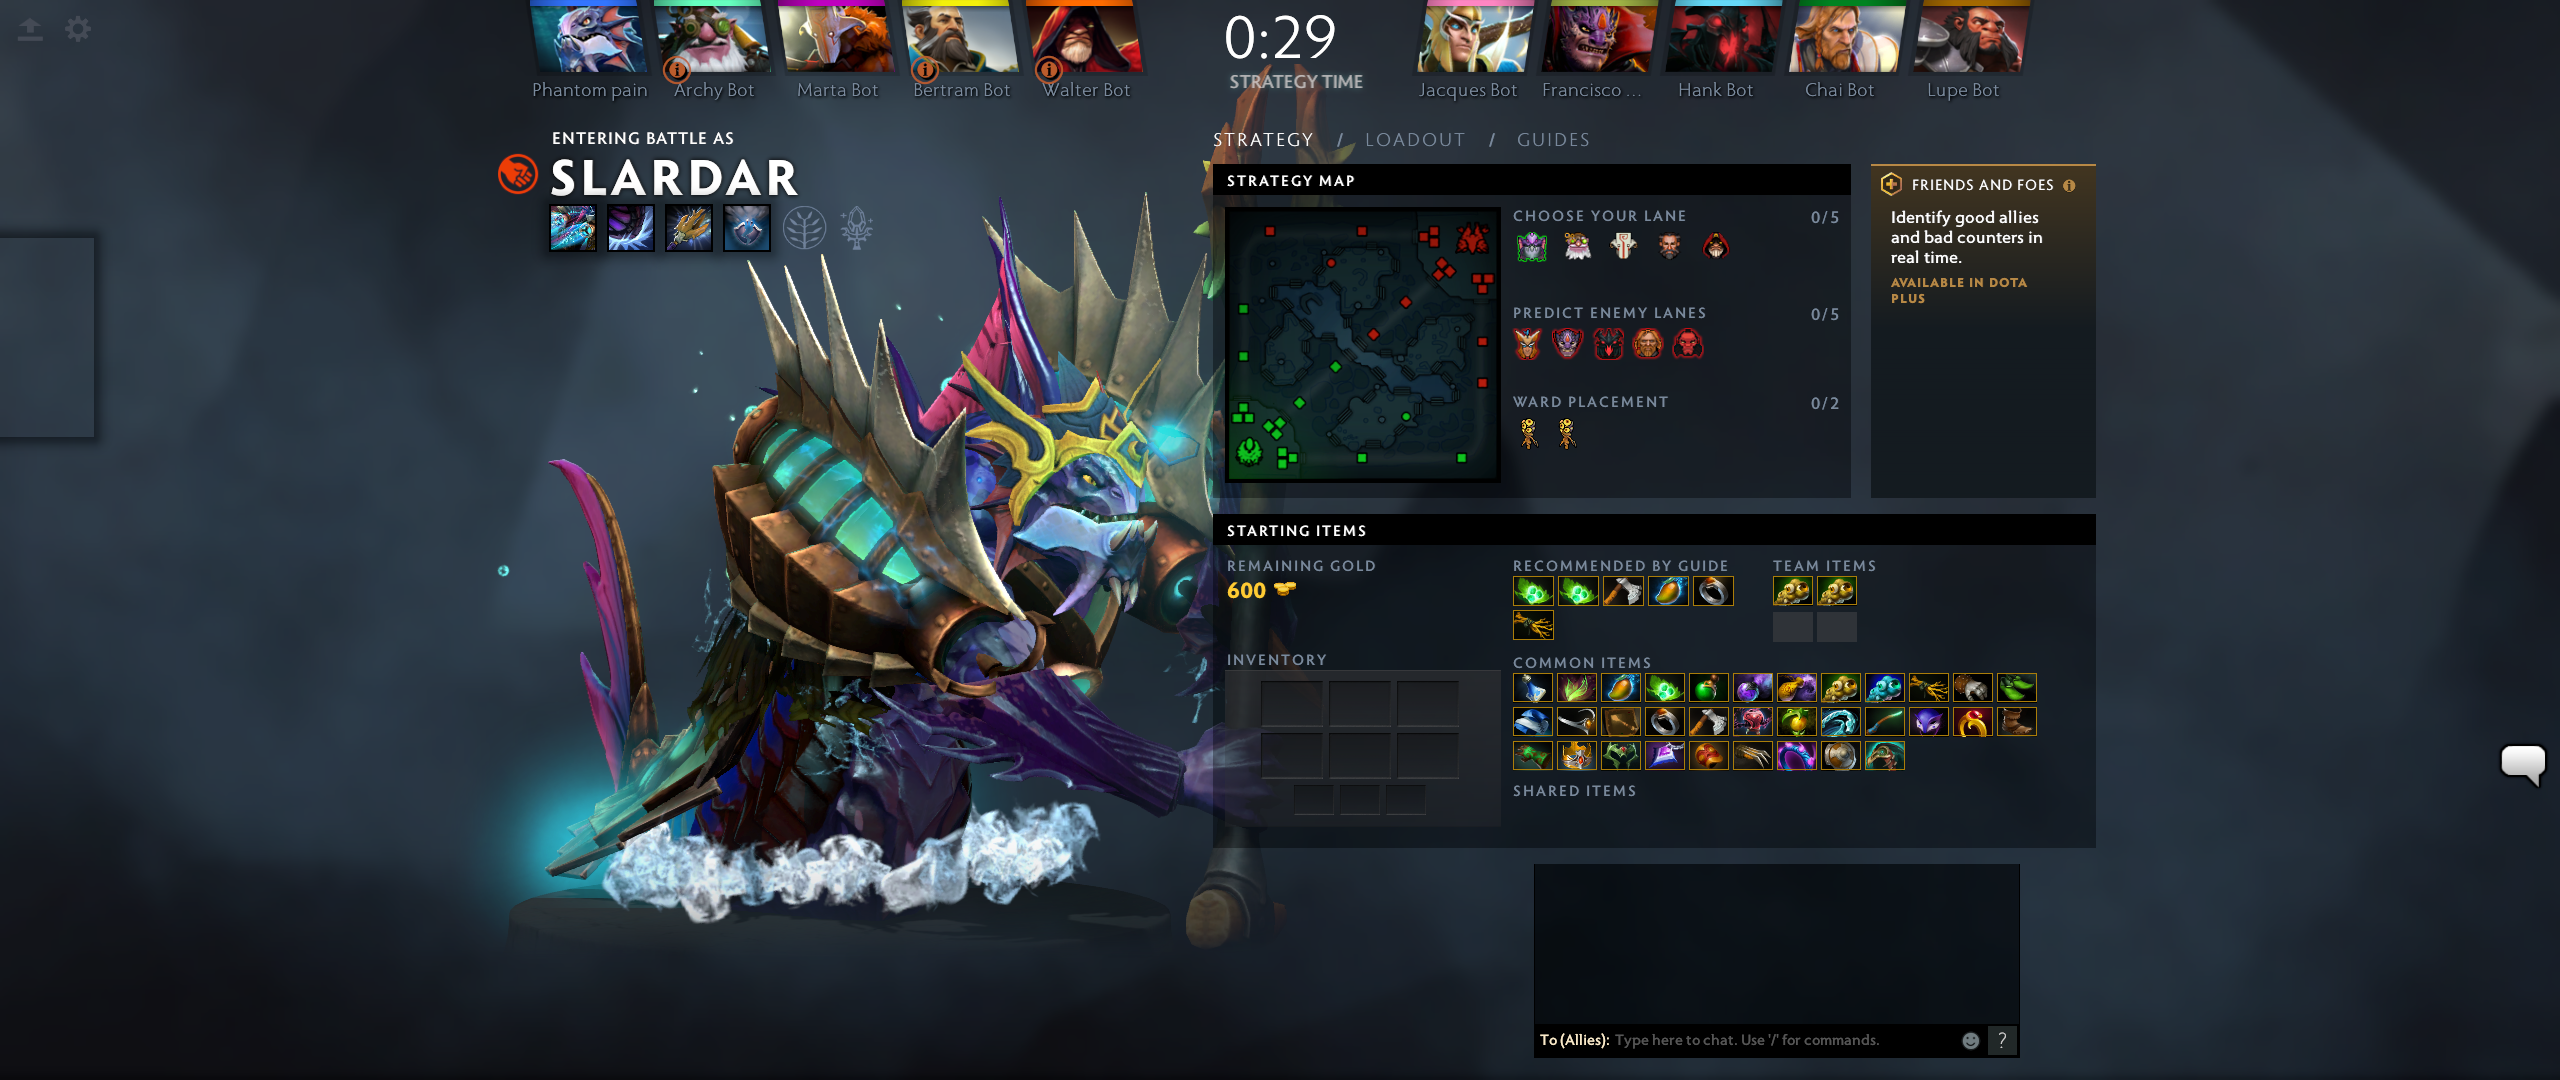 0:29
STRATEGY TIME
Phantom pain
Archy Bot
Marta Bot
Bertram Bot
Walter Bot
Jacques Bot
Francisco ...
Hank Bot
Chai Bot
Lupe Bot
ENTERING BATTLE AS
SLARDAR
STRATEGY / LOADOUT / GUIDES
STRATEGY MAP
CHOOSE YOUR LANE 0/5
PREDICT ENEMY LANES 0/5
WARD PLACEMENT 0/2
FRIENDS AND FOES
Identify good allies
and bad counters in
real time.
AVAILABLE IN DOTA
PLUS
STARTING ITEMS
REMAINING GOLD
600
RECOMMENDED BY GUIDE
TEAM ITEMS
INVENTORY
COMMON ITEMS
SHARED ITEMS
To (Allies): Type here to chat. Use '/' for commands.
?